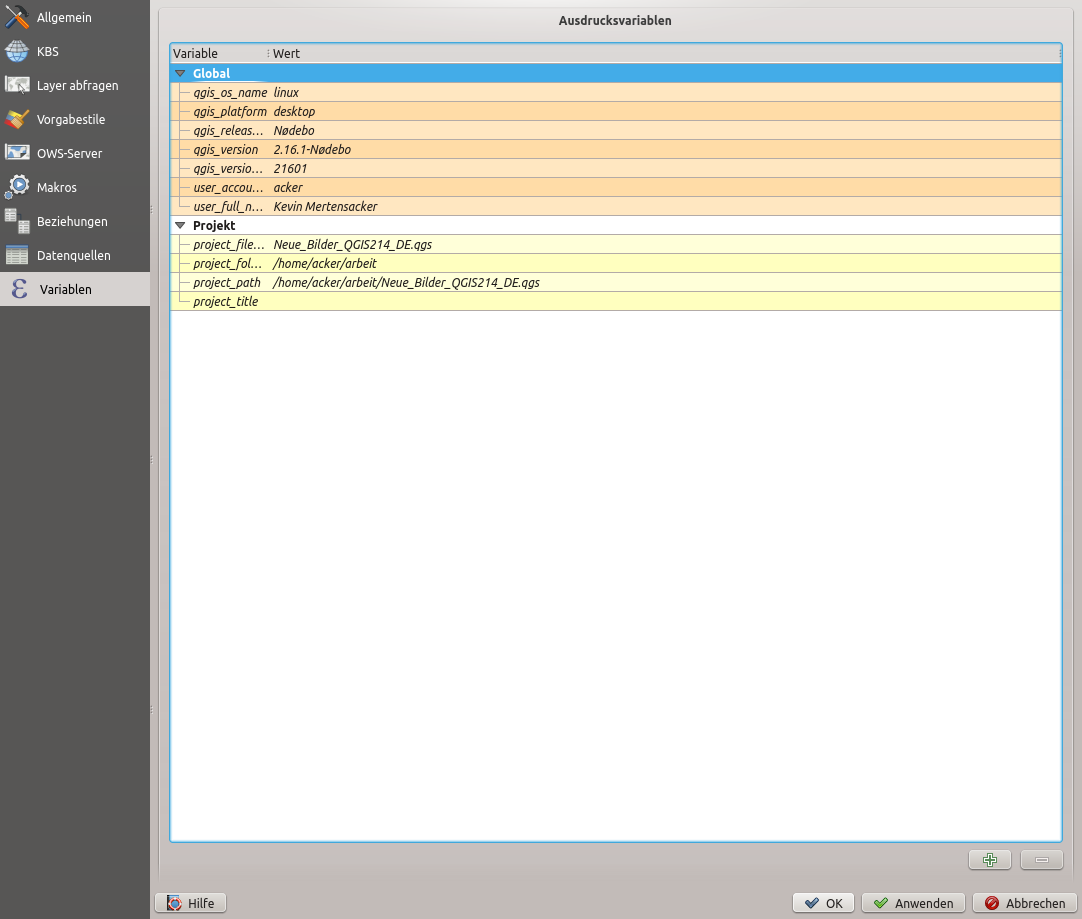 Allgemein
KBS
Layer abfragen
Vorgabestile
OWS-Server
Makros
Beziehungen
Datenquellen
Variablen
Ausdrucksvariablen
Variable Wert
Global
qgis_os_name linux
qgis_platform desktop
qgis_releas... Nødebo
qgis_version 2.16.1-Nødebo
qgis_versio... 21601
user_accou... acker
user_full_n... Kevin Mertensacker
Projekt
project_file... Neue_Bilder_QGIS214_DE.qgs
project_fol... /home/acker/arbeit
project_path /home/acker/arbeit/Neue_Bilder_QGIS214_DE.qgs
project_title
Hilfe OK Anwenden Abbrechen